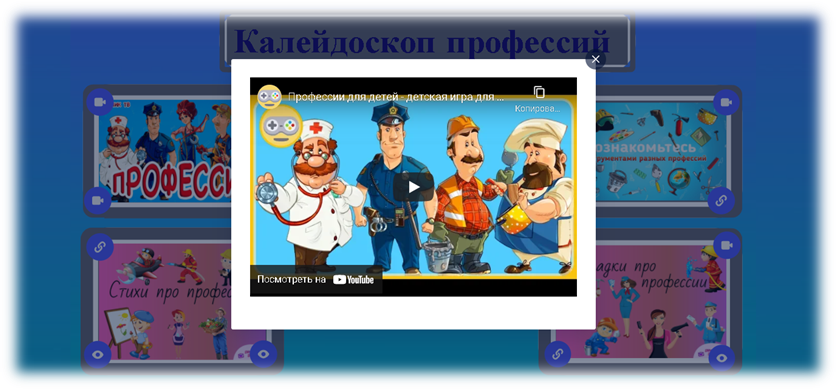 Калейдоскоп профессий
Профессии для детей - детская игра для ...
Копирова...
ПРОФЕССИ
ознакомьтесь
рументами разных профессий
Посмотреть на YouTube
Стихи про професс
адки про
профессии